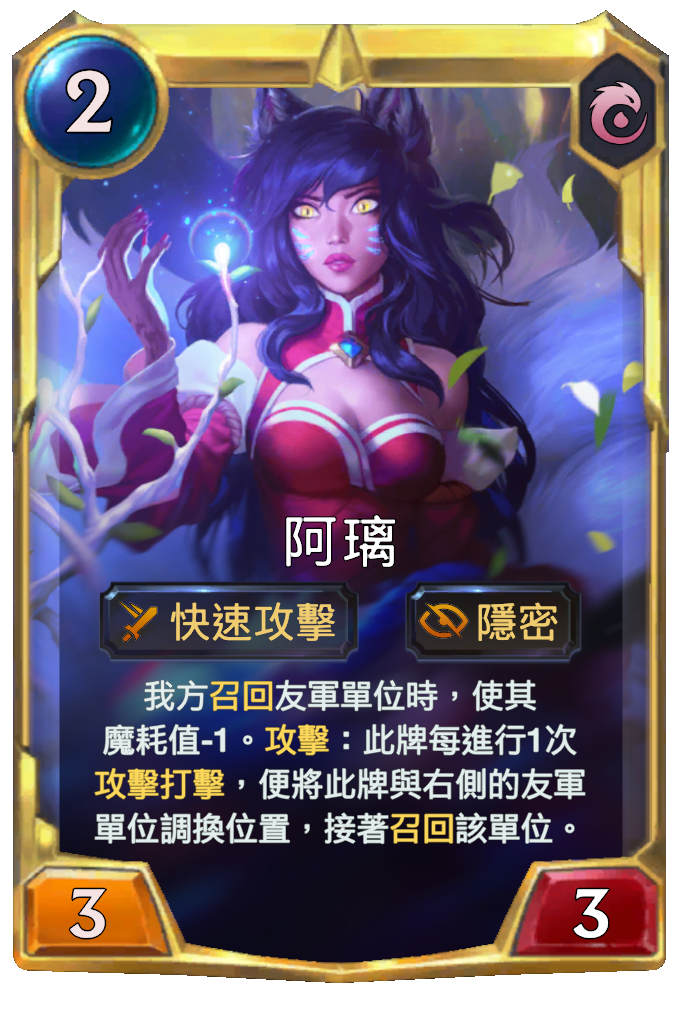 2
阿璃
快速攻擊 隱密
我方召回友軍單位時，使其
魔耗值-1。攻擊：此牌每進行1次
攻擊打擊，便將此牌與右側的友軍
單位調換位置，接著召回該單位。
3 3